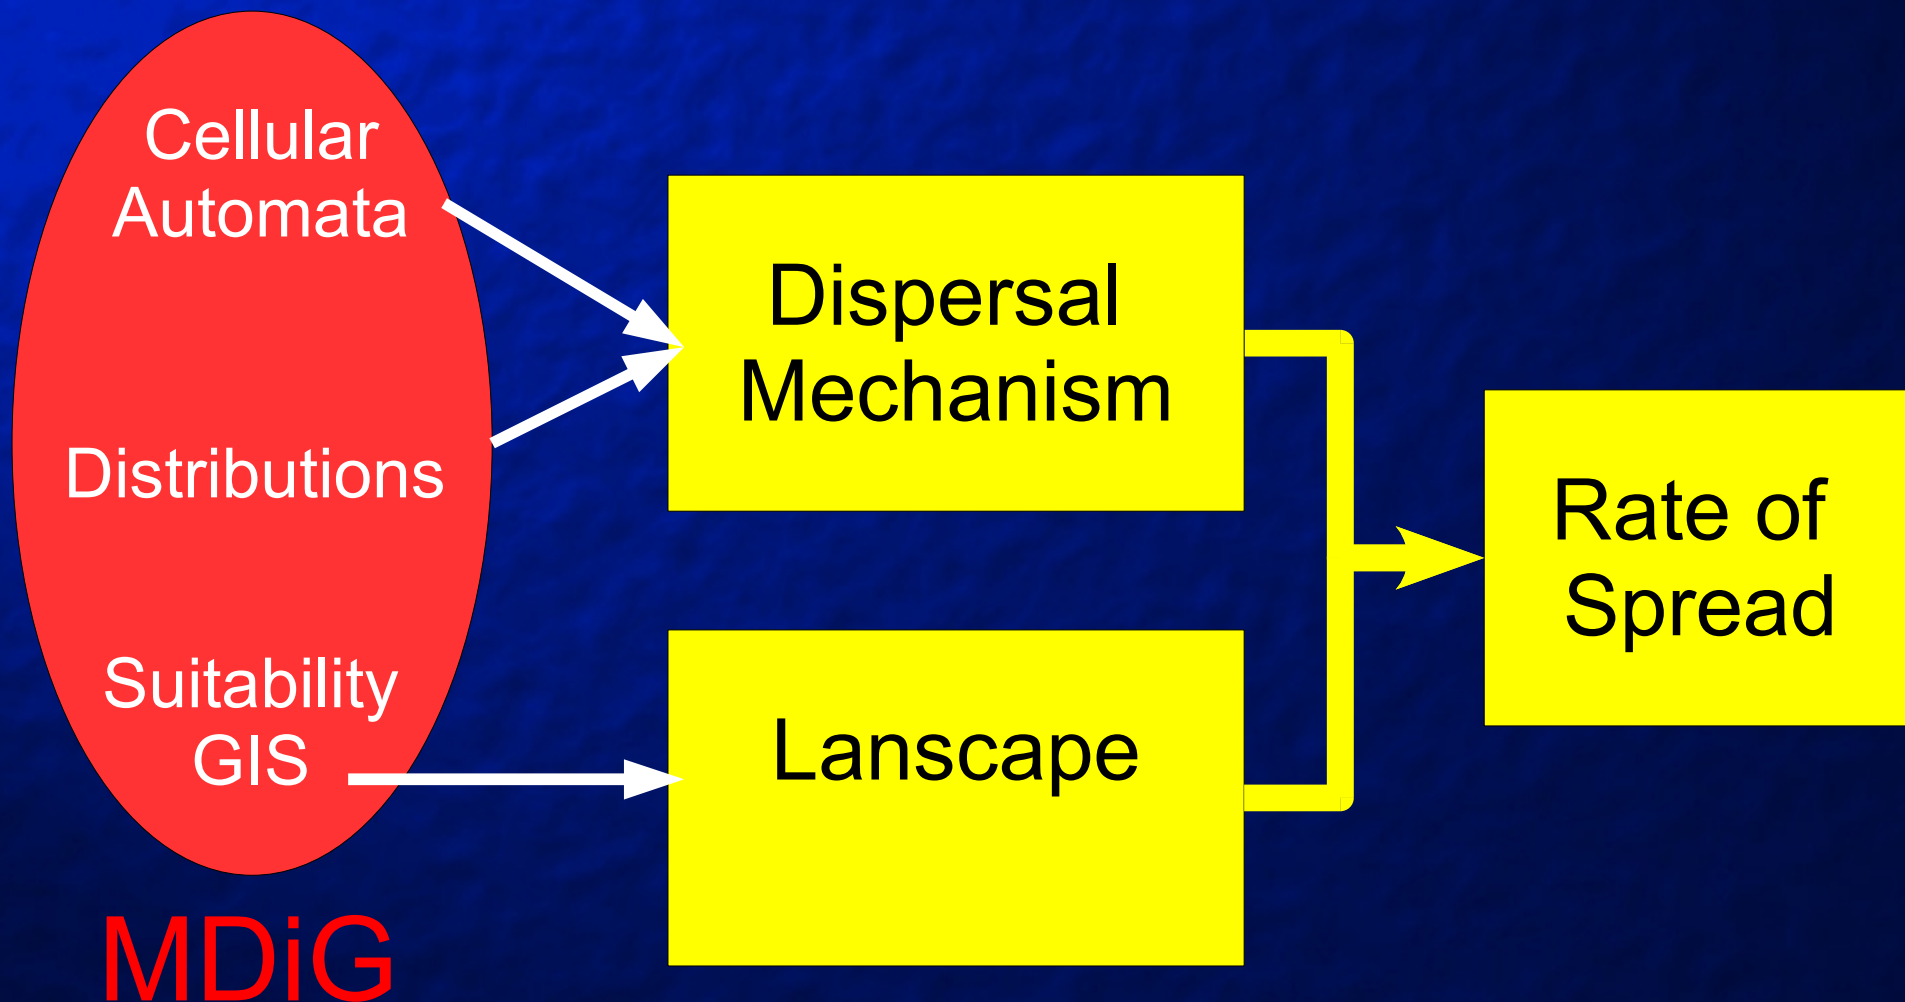 Cellular
Automata
Distributions
Suitability
GIS
MDiG
Dispersal
Mechanism
Lanscape
Rate of
Spread